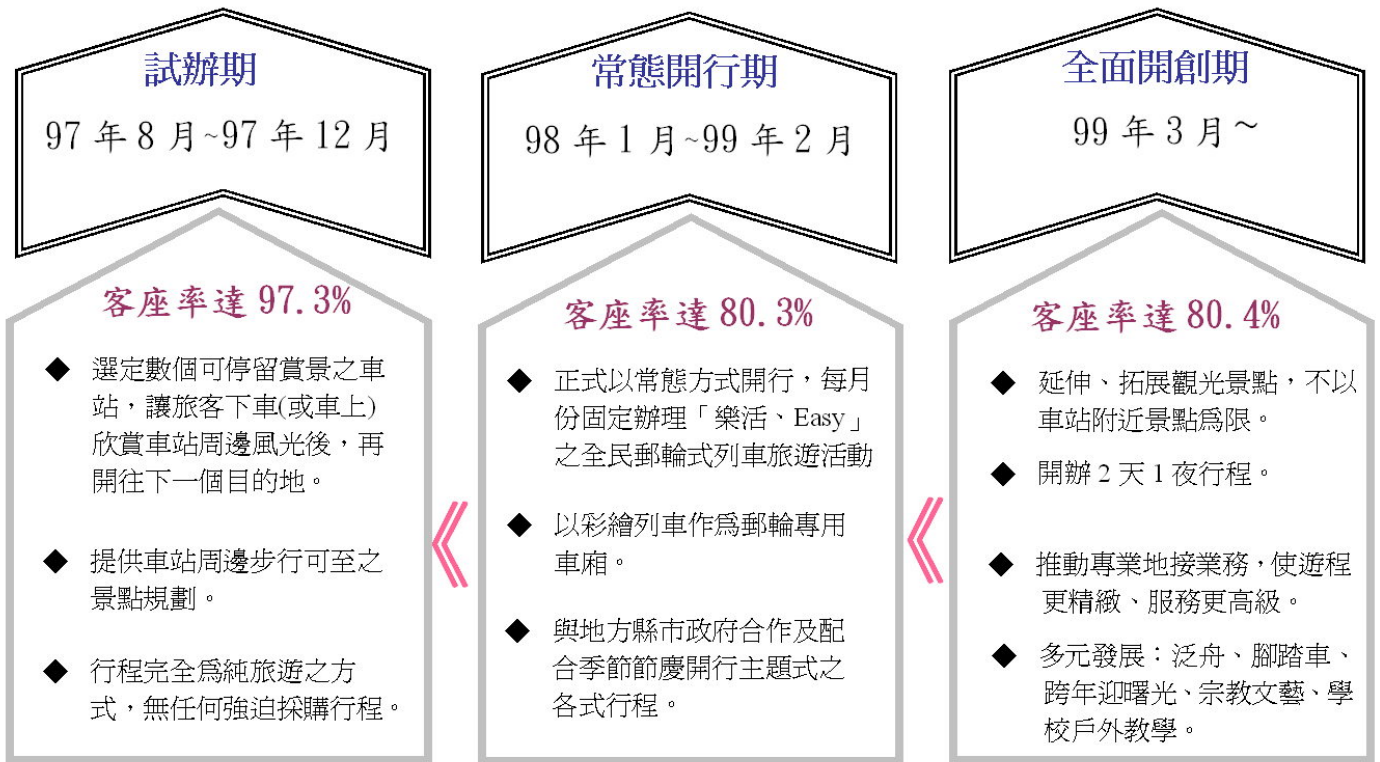 試辦期
97 年 8 月~97 年 12 月
客座率達 97.3%
◆ 選定數個可停留賞景之車
站，讓旅客下車(或車上)
欣賞車站周邊風光後，再
開往下一個目的地。
◆ 提供車站周邊步行可至之
景點規劃。
◆ 行程完全為純旅遊之方
式，無任何強迫採購行程。
常態開行期
98 年 1 月~99 年 2 月
客座率達 80.3%
◆ 正式以常態方式開行，每月
份固定辦理「樂活、Easy」
之全民郵輪式列車旅遊活動
◆ 以彩繪列車作為郵輪專用
車廂。
◆ 與地方縣市政府合作及配
合季節節慶開行主題式之
各式行程。
全面開創期
99 年 3 月～
客座率達 80.4%
◆ 延伸、拓展觀光景點，不以
車站附近景點為限。
◆ 開辦 2 天 1 夜行程。
◆ 推動專業地接業務，使遊程
更精緻、服務更高級。
◆ 多元發展：泛舟、腳踏車、
跨年迎曙光、宗教文藝、學
校戶外教學。